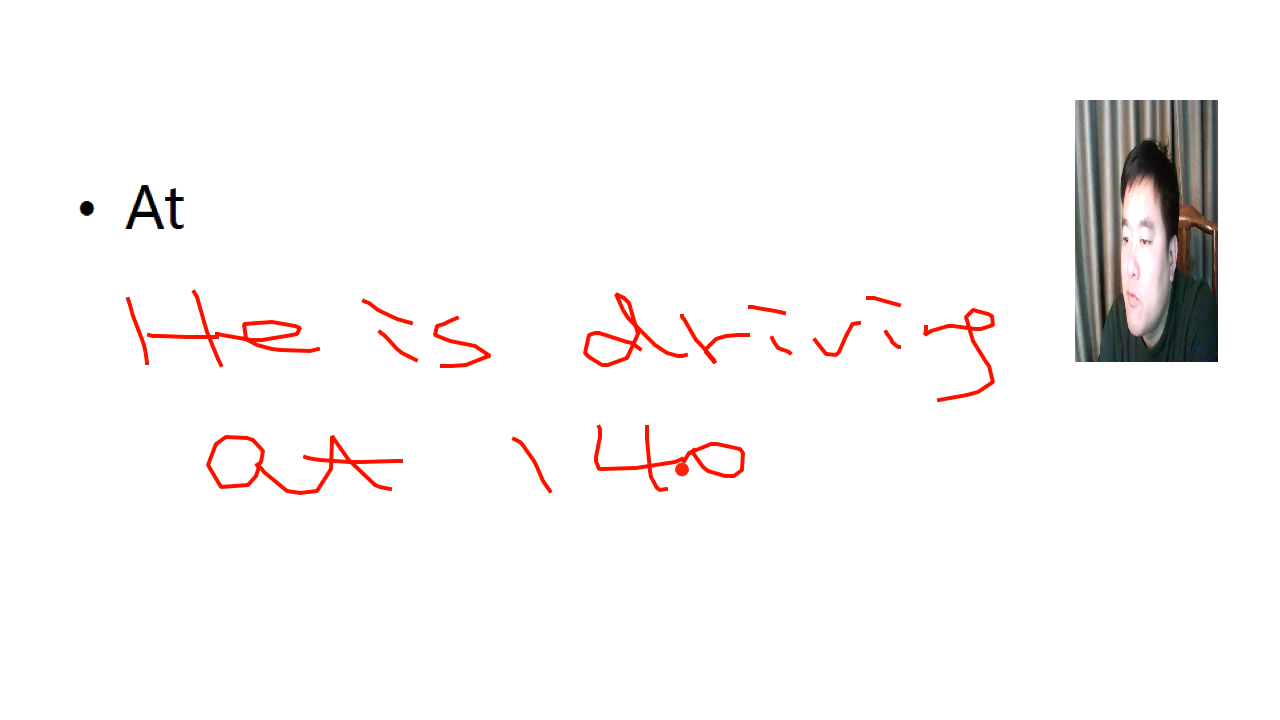 • At
He is driving
at 140